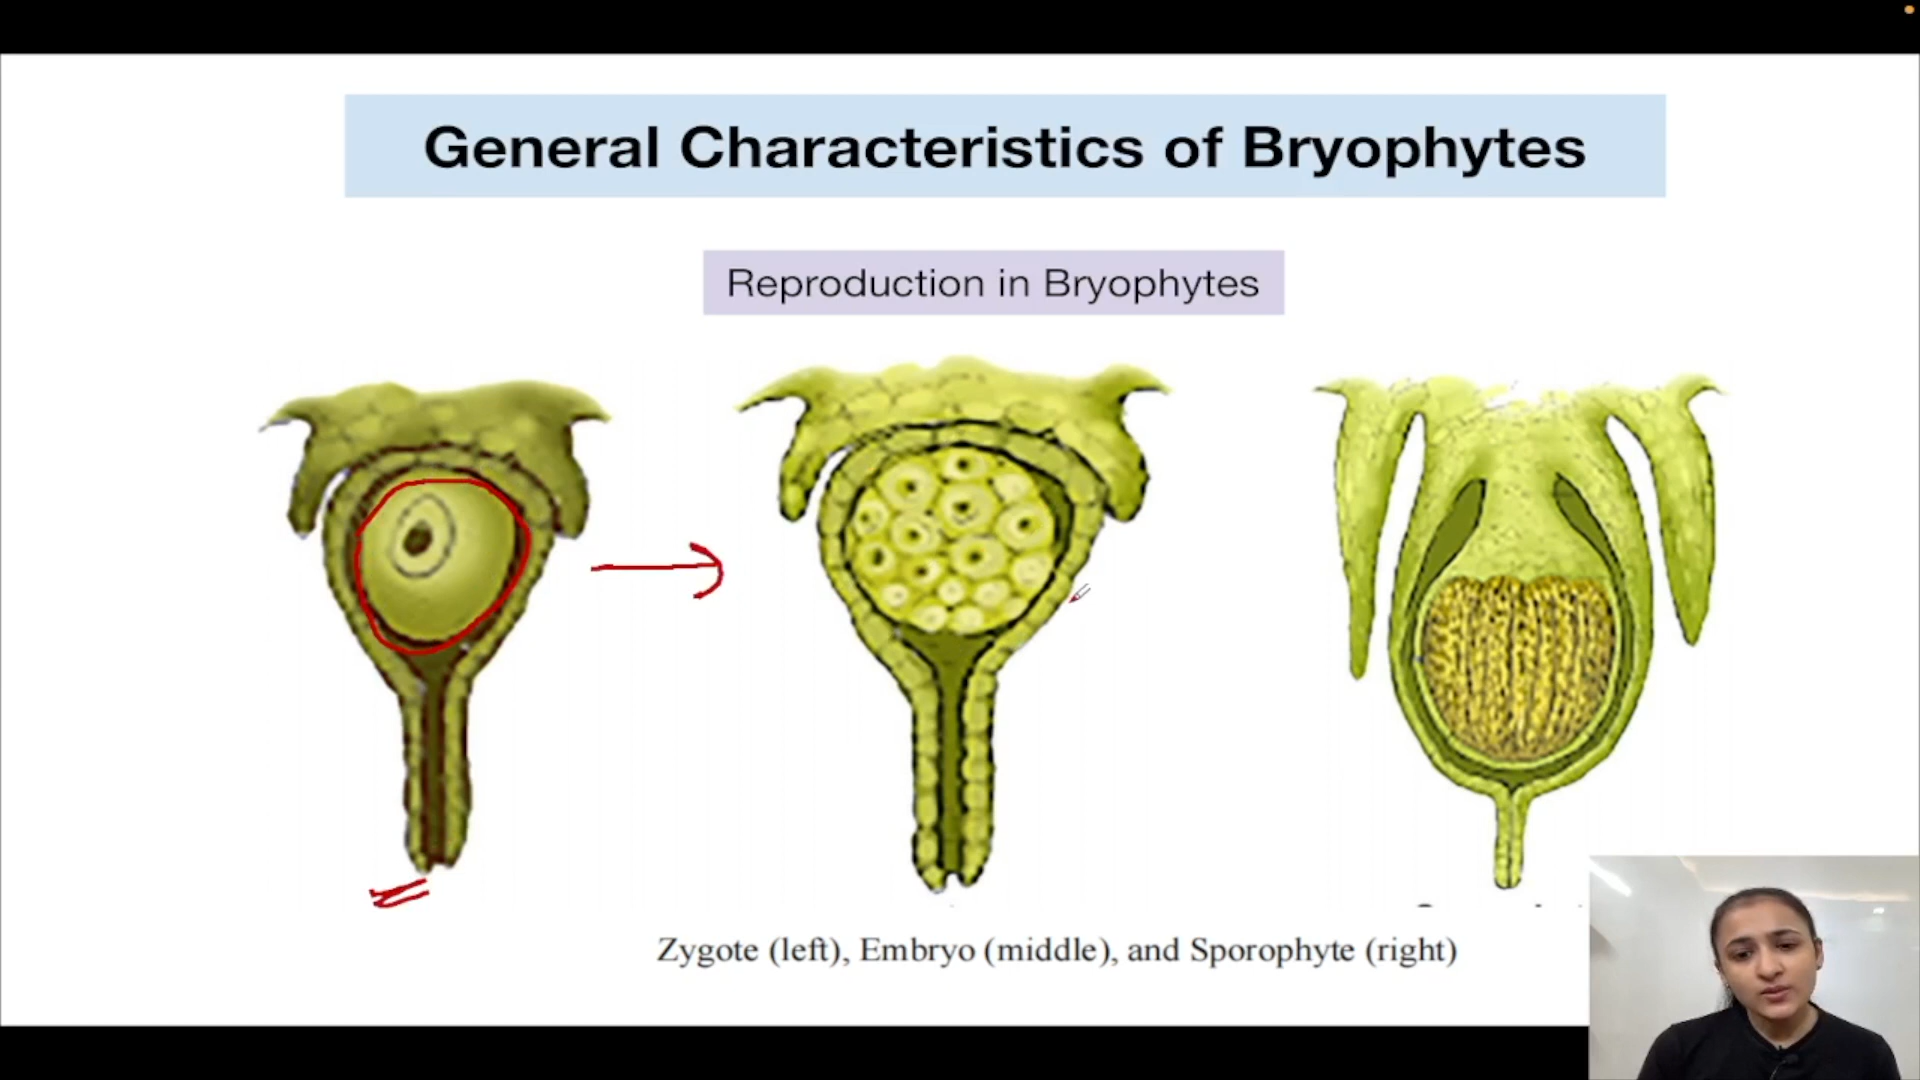 General Characteristics of Bryophytes
Reproduction in Bryophytes
Zygote (left), Embryo (middle), and Sporophyte (right)